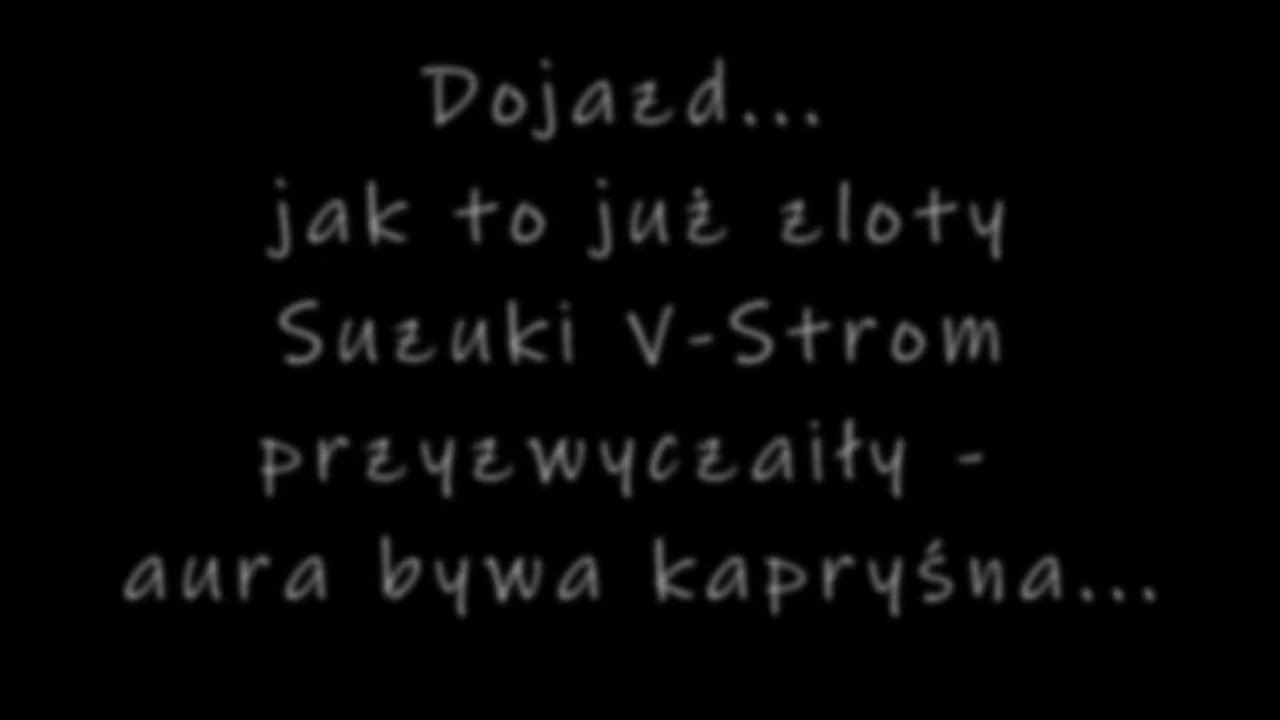 Dojazd...
jak to już zloty
Suzuki V-Strom
przyzwyczaiły -
aura bywa kapryśna...